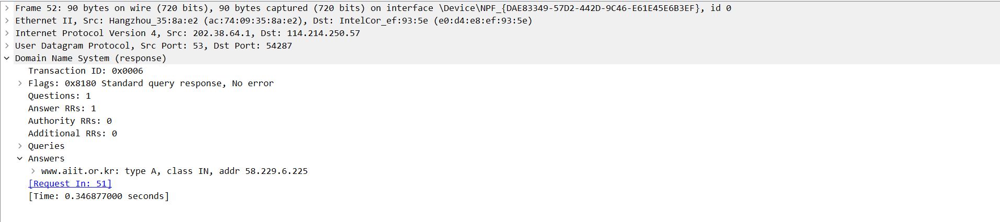 Frame 52: 90 bytes on wire (720 bits), 90 bytes captured (720 bits) on interface \Device\NPF_{DAE83349-57D2-442D-9C46-E61E45E6B3EF}, id 0
Ethernet II, Src: Hangzhou_35:8a:e2 (ac:74:09:35:8a:e2), Dst: IntelCor_ef:93:5e (e0:d4:e8:ef:93:5e)
Internet Protocol Version 4, Src: 202.38.64.1, Dst: 114.214.250.57
User Datagram Protocol, Src Port: 53, Dst Port: 54287
Domain Name System (response)
Transaction ID: 0x0006
Flags: 0x8180 Standard query response, No error
Questions: 1
Answer RRs: 1
Authority RRs: 0
Additional RRs: 0
Queries
Answers
www.aiit.or.kr: type A, class IN, addr 58.229.6.225
[Request In: 51]
[Time: 0.346877000 seconds]